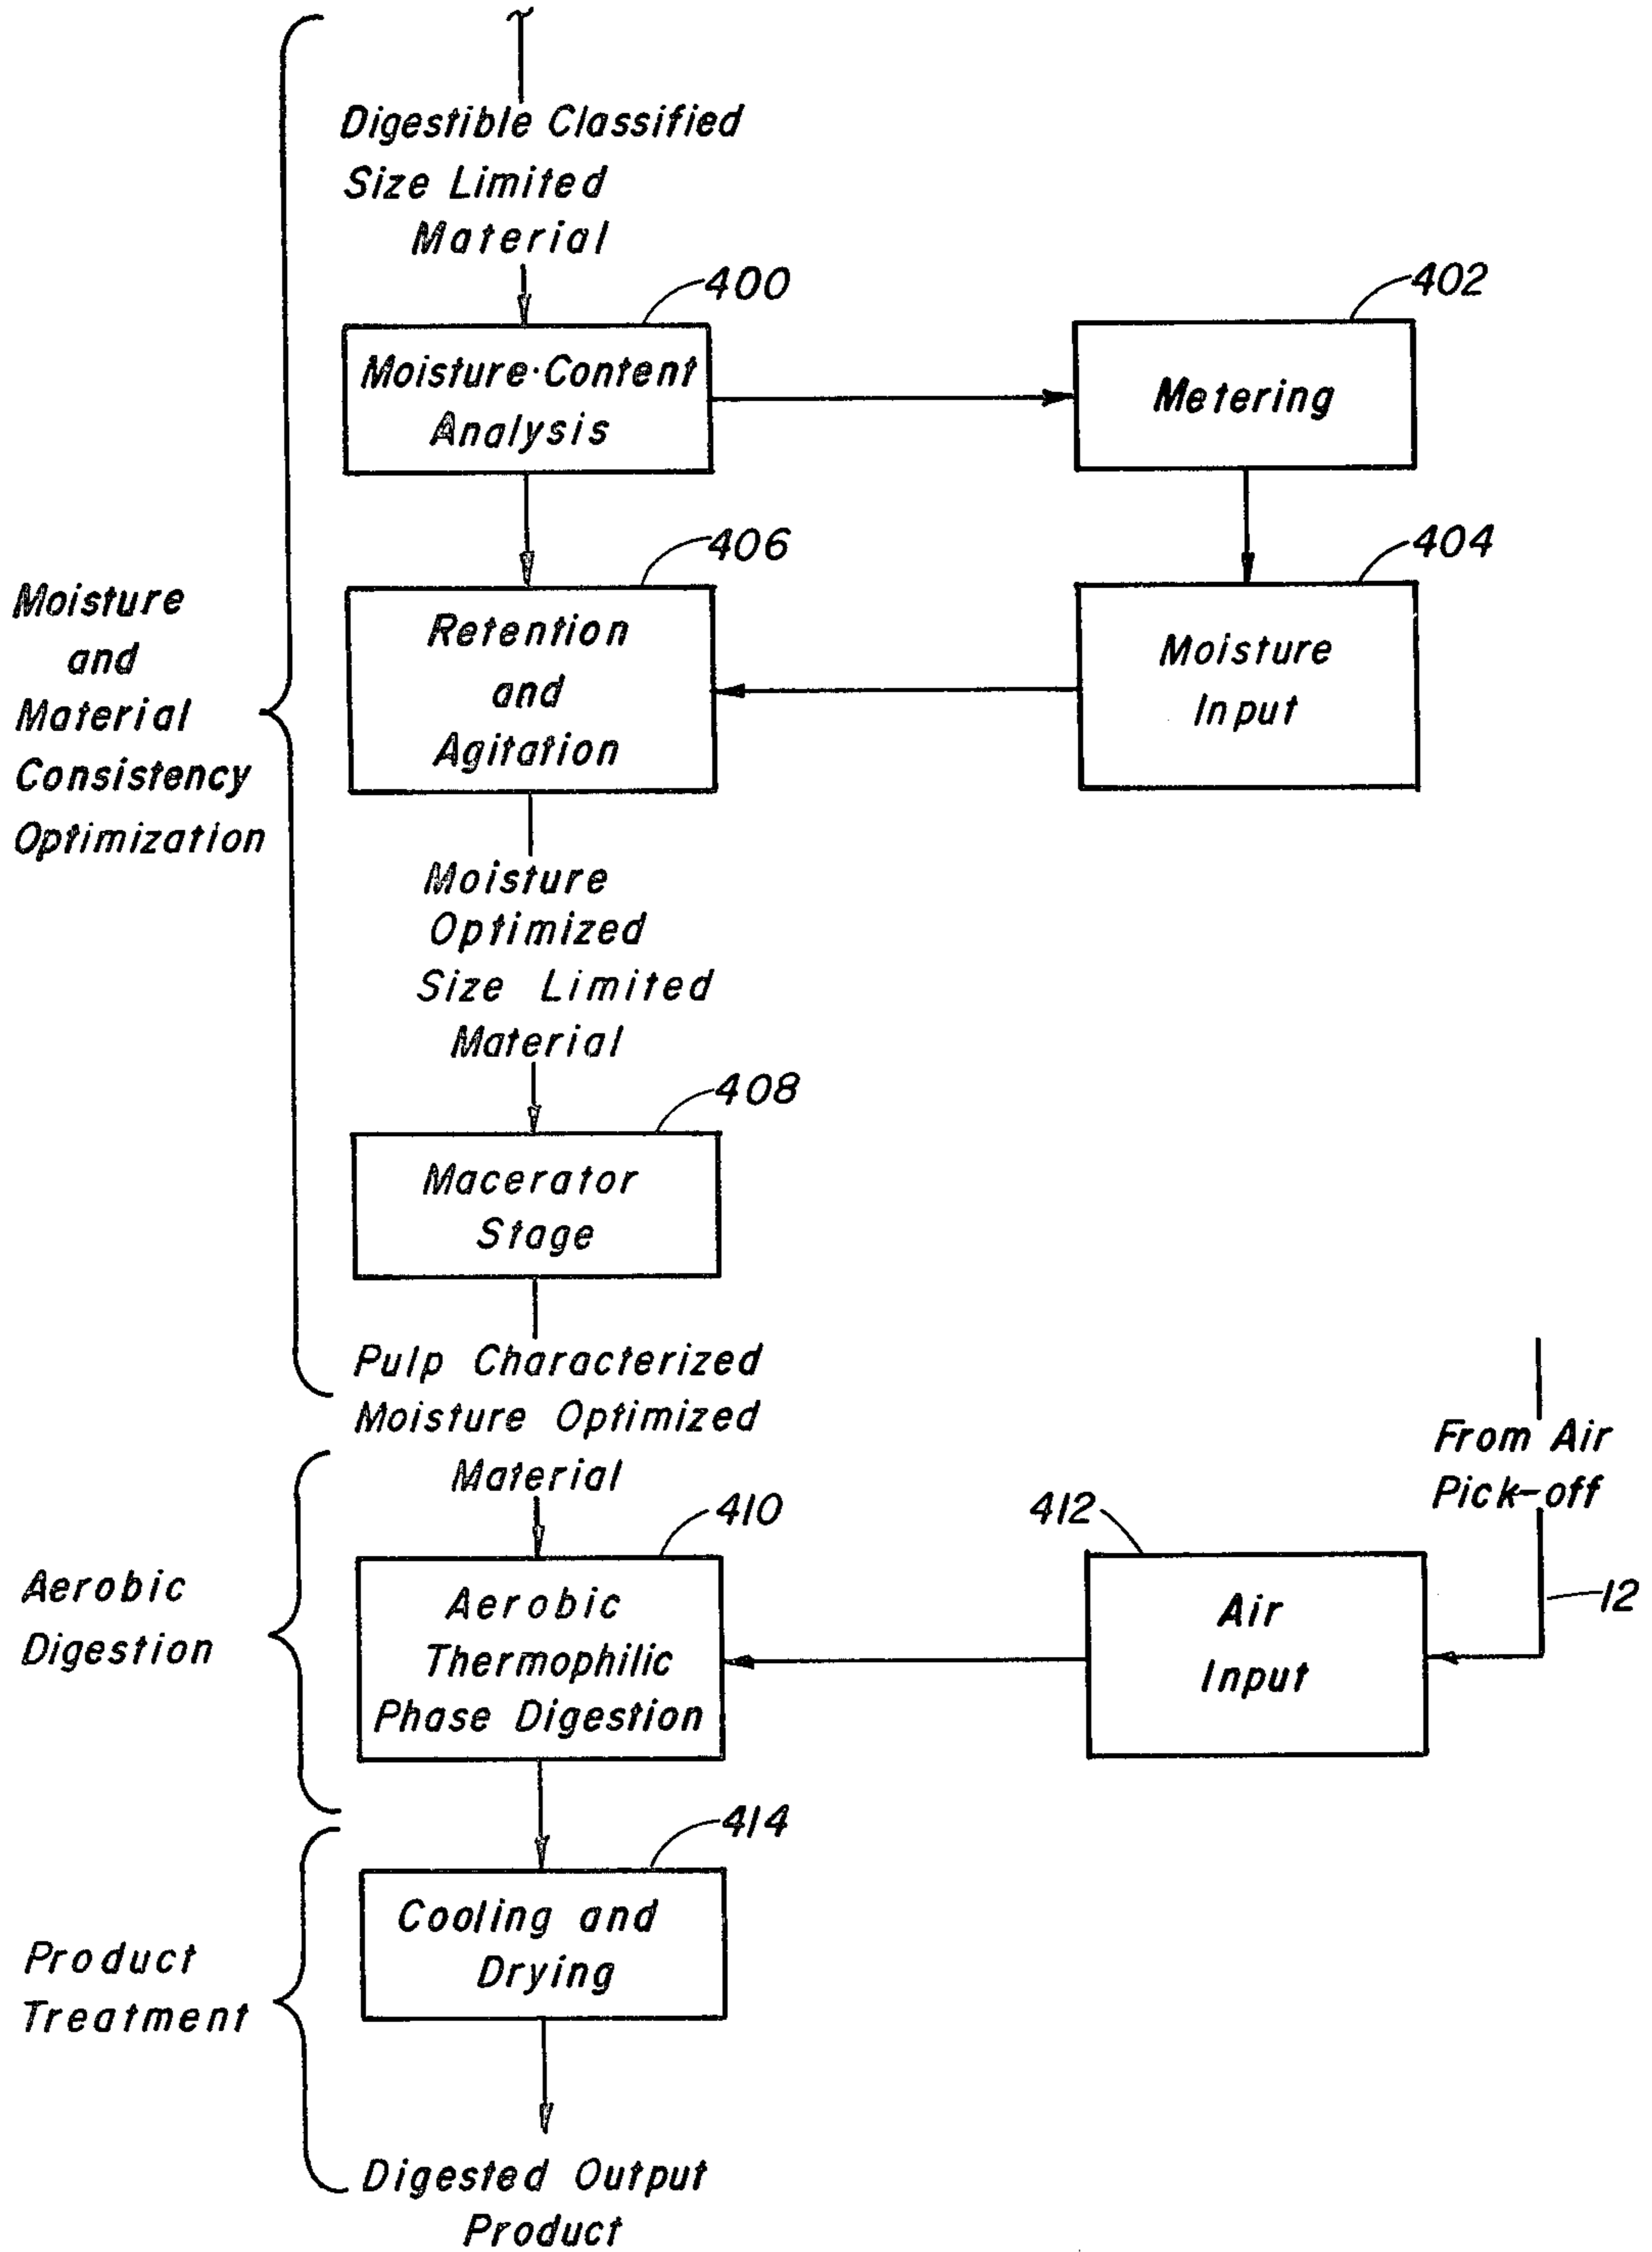 Digestible Classified
Size Limited
Material
400
402
Moisture·Content
Analysis
Metering
406
404
Retention
and
Agitation
Moisture
Input
Moisture
and
Material
Consistency
Optimization
Moisture
Optimized
Size Limited
Material
408
Macerator
Stage
Pulp Characterized
Moisture Optimized
Material
From Air
Pick-off
410
412
12
Aerobic
Digestion
Aerobic
Thermophilic
Phase Digestion
Air
Input
414
Cooling and
Drying
Product
Treatment
Digested Output
Product